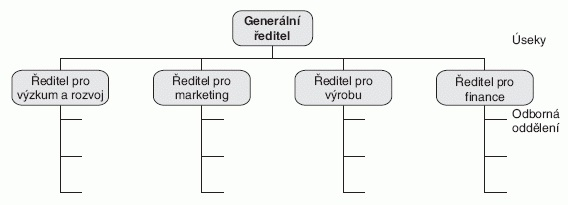 Generální
ředitel
Úseky
Ředitel pro
výzkum a rozvoj
Ředitel pro
marketing
Ředitel pro
výrobu
Ředitel pro
finance
Odborná
oddělení